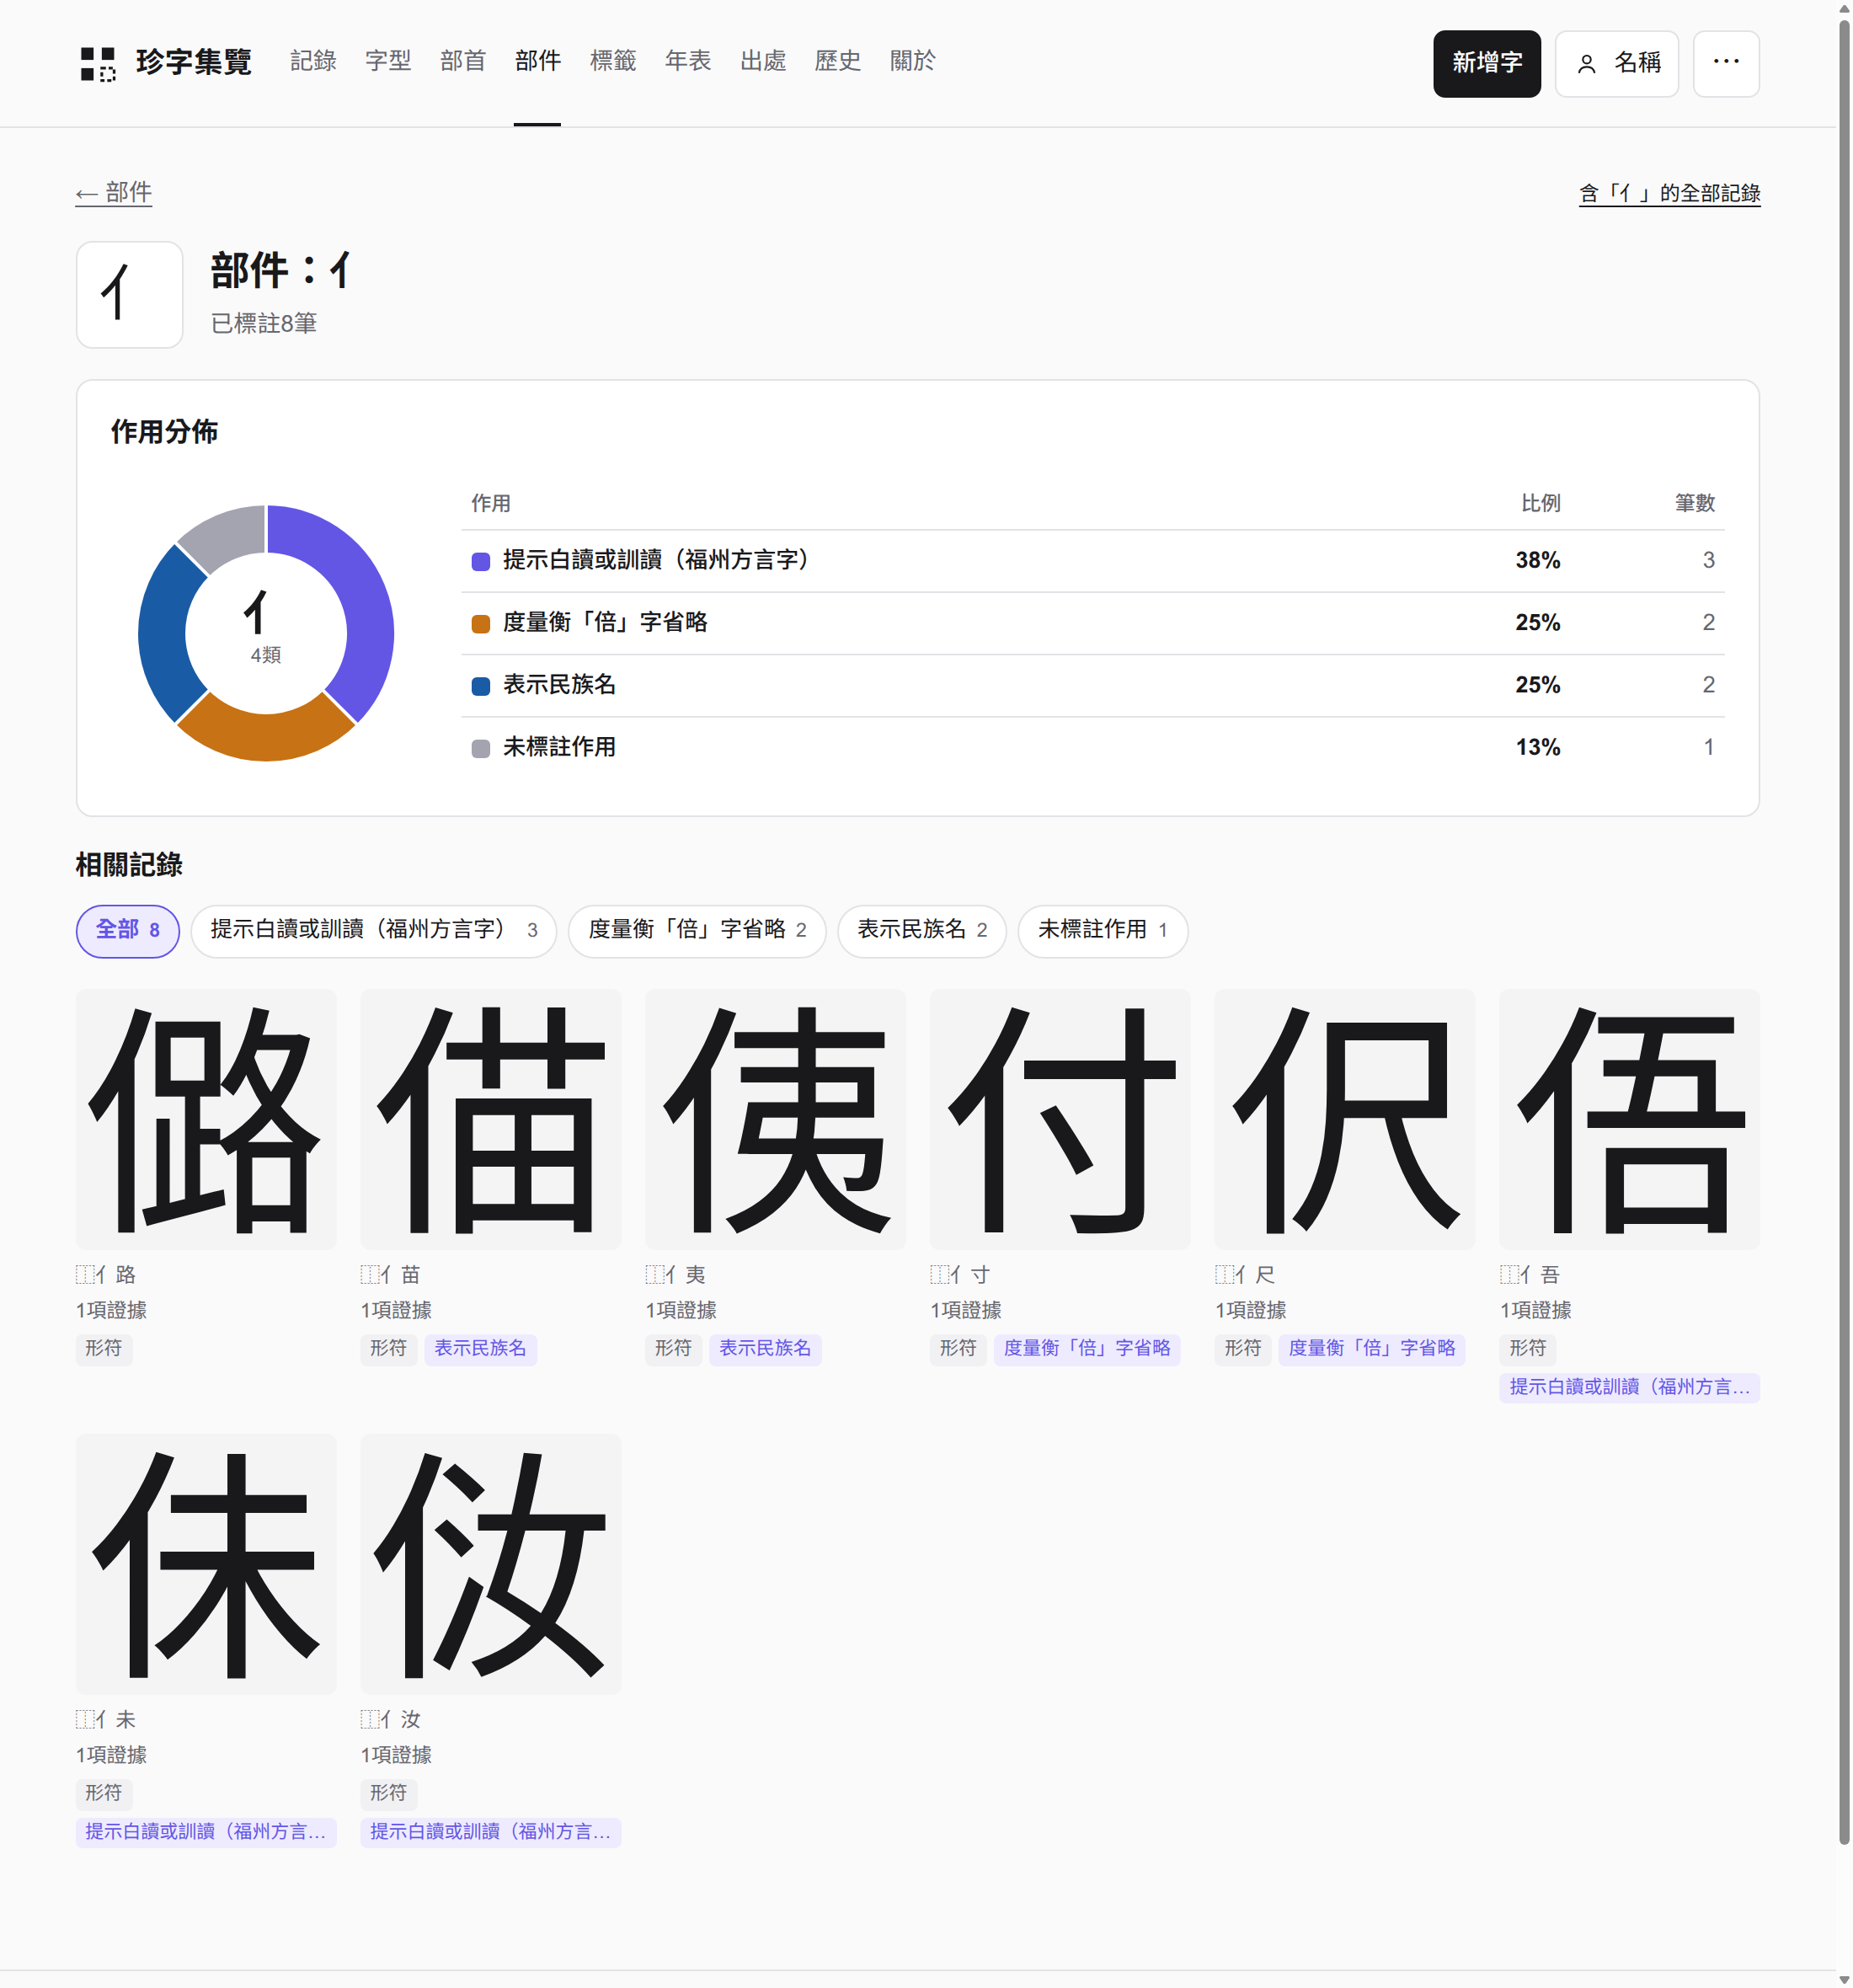 珍字集覽 記錄 字型 部首 部件 標籤 年表 出處 歷史 關於 新增字 名稱 ⋯
← 部件 含「亻」的全部記錄
亻 部件：亻
已標註8筆
作用分佈
作用 比例 筆數
提示白讀或訓讀（福州方言字） 38% 3
度量衡「倍」字省略 25% 2
表示民族名 25% 2
未標註作用 13% 1
亻
4類
相關記錄
全部 8 提示白讀或訓讀（福州方言字） 3 度量衡「倍」字省略 2 表示民族名 2 未標註作用 1
⿰亻路 ⿰亻苗 侇 付 伬 俉
⿰亻路 ⿰亻苗 ⿰亻夷 ⿰亻寸 ⿰亻尺 ⿰亻吾
1項證據 1項證據 1項證據 1項證據 1項證據 1項證據
形符 形符 表示民族名 形符 表示民族名 形符 度量衡「倍」字省略 形符 度量衡「倍」字省略 形符
提示白讀或訓讀（福州方言…
㑄 ⿰亻汝
⿰亻未 ⿰亻汝
1項證據 1項證據
形符 形符
提示白讀或訓讀（福州方言… 提示白讀或訓讀（福州方言…